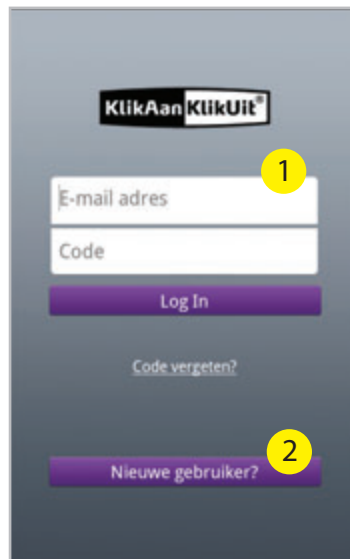 KlikAanKlikUit®
1
E-mail adres
Code
Log In
Code vergeten?
2
Nieuwe gebruiker?